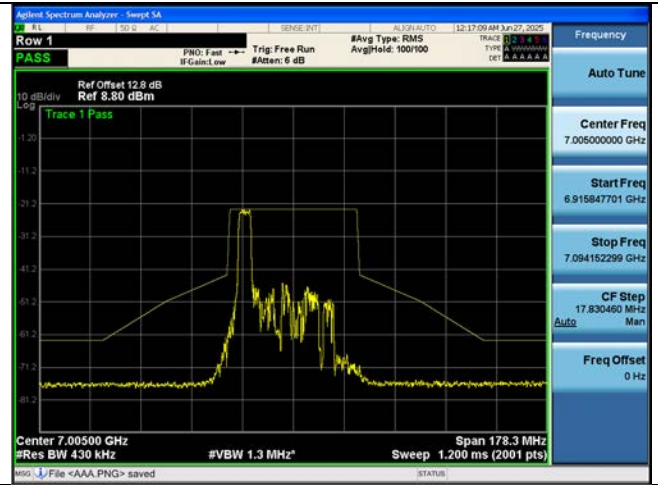 Agilent Spectrum Analyzer - Swept SA
RL RF 50 Ω AC SENSE:INT ALIGN AUTO 12:17:09 AM Jun 27, 2025
Row 1
PASS
PNO: Fast
IFGain:Low
Trig: Free Run
#Atten: 6 dB
#Avg Type: RMS
Avg|Hold: 100/100
TRACE 1 2 3 4 5 6
TYPE A
DET A A A A A A
Ref Offset 12.8 dB
10 dB/div Ref 8.80 dBm
Log
Trace 1 Pass
-1.20
-11.2
-21.2
-31.2
-41.2
-51.2
-61.2
-71.2
-81.2
Center 7.00500 GHz Span 178.3 MHz
#Res BW 430 kHz #VBW 1.3 MHz* Sweep 1.200 ms (2001 pts)
MSG File <AAA.PNG> saved STATUS
Frequency
Auto Tune
Center Freq
7.005000000 GHz
Start Freq
6.915847701 GHz
Stop Freq
7.094152299 GHz
CF Step
17.830460 MHz
Auto Man
Freq Offset
0 Hz